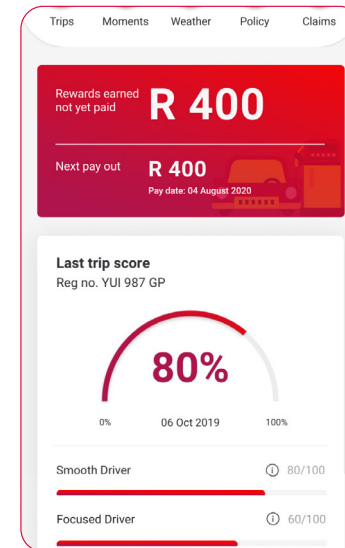 Trips Moments Weather Policy Claims
Rewards earned
not yet paid
R 400
Next pay out
R 400
Pay date: 04 August 2020
Last trip score
Reg no. YUI 987 GP
80%
0% 06 Oct 2019 100%
Smooth Driver 80/100
Focused Driver 60/100